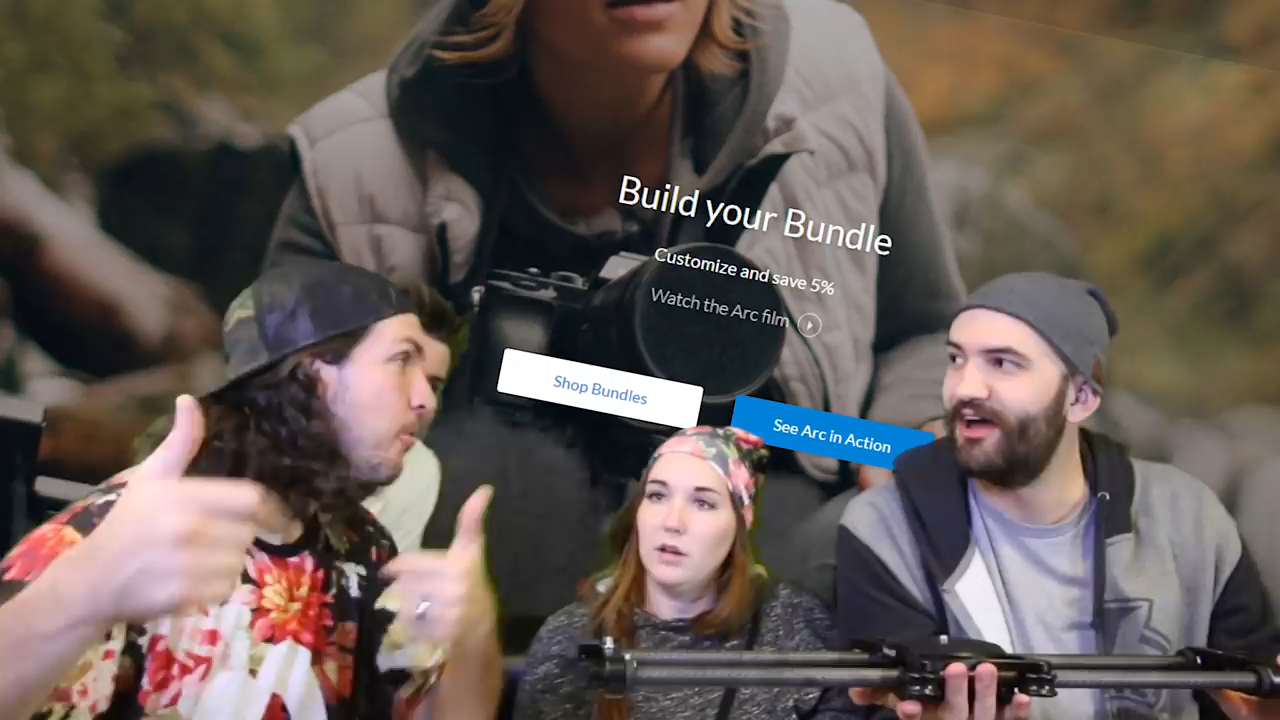 Build your Bundle
Customize and save 5%
Watch the Arc film
Shop Bundles
See Arc in Action